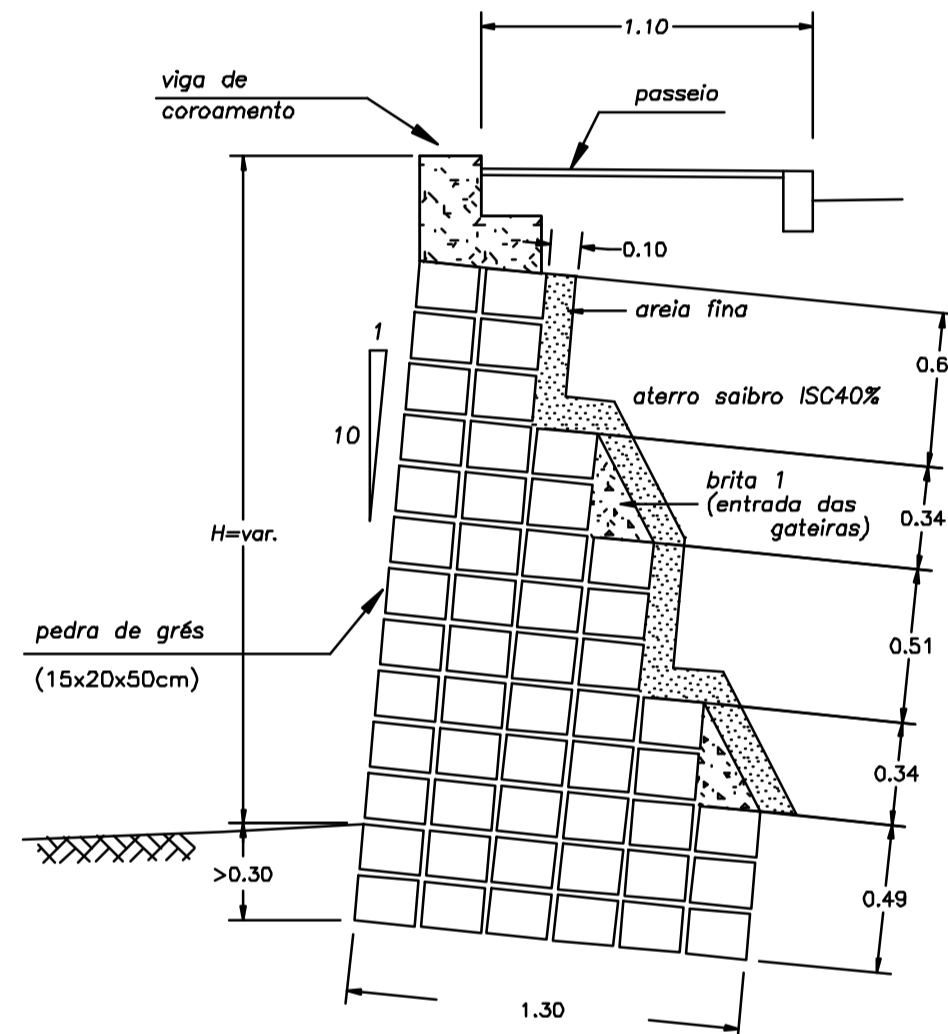 1.10
viga de
coroamento
passeio
0.10
areia fina
1
10
0.6
aterro saibro ISC40%
brita 1
(entrada das
gateiras)
0.34
H=var.
0.51
pedra de grés
(15x20x50cm)
0.34
>0.30
0.49
1.30